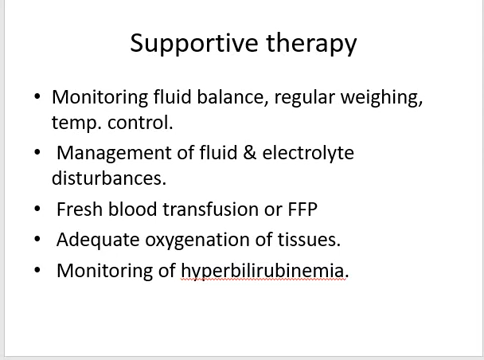 Supportive therapy
• Monitoring fluid balance, regular weighing,
temp. control.
• Management of fluid & electrolyte
disturbances.
• Fresh blood transfusion or FFP
• Adequate oxygenation of tissues.
• Monitoring of hyperbilirubinemia.